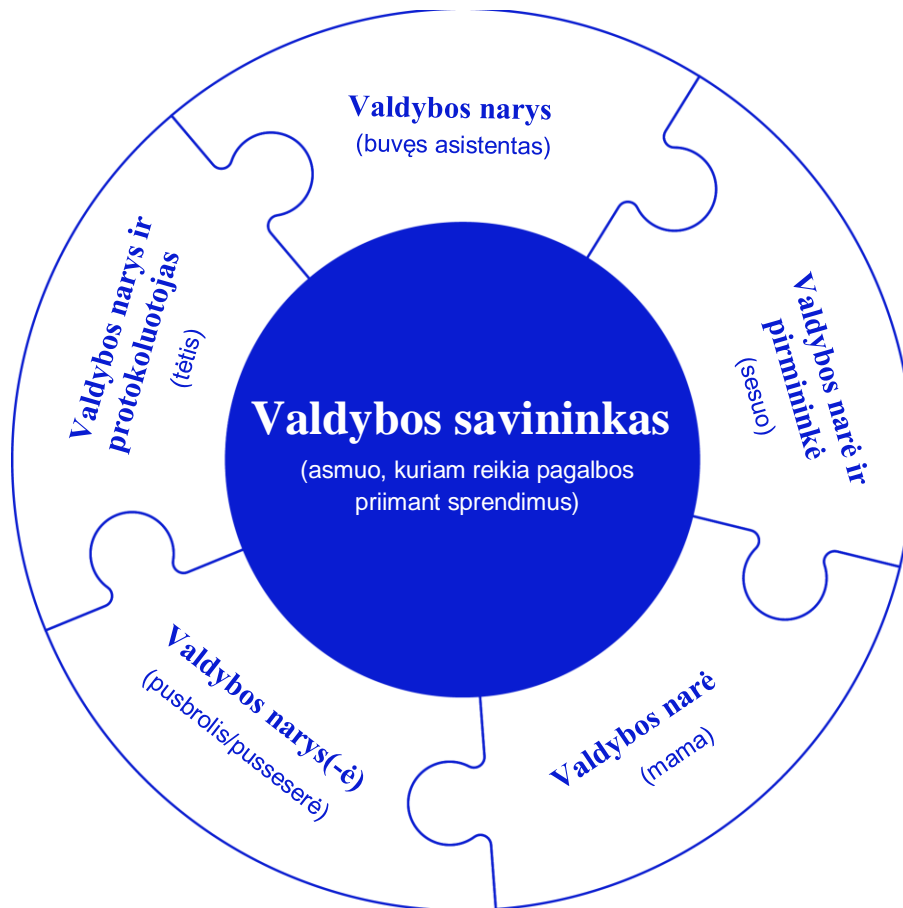 Valdybos narys
(buvęs asistentas)
Valdybos narys ir
protokoluotojas
(tėtis)
Valdybos narė ir
pirmininkė
(sesuo)
Valdybos savininkas
(asmuo, kuriam reikia pagalbos
priimant sprendimus)
Valdybos narys(-ė)
(pusbrolis/pusseserė)
Valdybos narė
(mama)